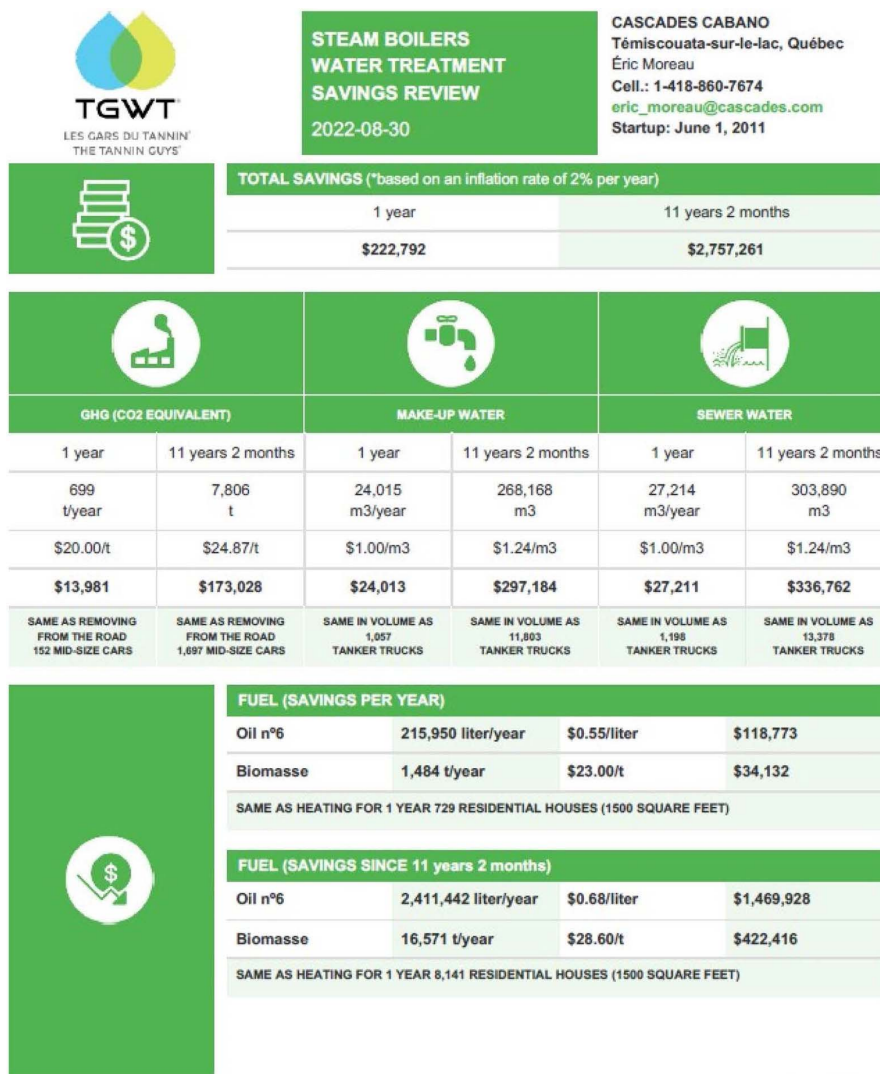 TGWT
LES GARS DU TANNIN
THE TANNIN GUYS
STEAM BOILERS
WATER TREATMENT
SAVINGS REVIEW
2022-08-30
CASCADES CABANO
Témiscouata-sur-le-lac, Québec
Éric Moreau
Cell.: 1-418-860-7674
eric_moreau@cascades.com
Startup: June 1, 2011
$
TOTAL SAVINGS (*based on an inflation rate of 2% per year)
1 year 11 years 2 months
$222,792 $2,757,261
GHG (CO2 EQUIVALENT) MAKE-UP WATER SEWER WATER
1 year 11 years 2 months 1 year 11 years 2 months 1 year 11 years 2 months
699 7,806 24,015 268,168 27,214 303,890
t/year t m3/year m3 m3/year m3
$20.00/t $24.87/t $1.00/m3 $1.24/m3 $1.00/m3 $1.24/m3
$13,981 $173,028 $24,013 $297,184 $27,211 $336,762
SAME AS REMOVING SAME AS REMOVING SAME IN VOLUME AS SAME IN VOLUME AS SAME IN VOLUME AS SAME IN VOLUME AS
FROM THE ROAD FROM THE ROAD 1,057 11,803 1,198 13,378
152 MID-SIZE CARS 1,697 MID-SIZE CARS TANKER TRUCKS TANKER TRUCKS TANKER TRUCKS TANKER TRUCKS
FUEL (SAVINGS PER YEAR)
Oil nº6 215,950 liter/year $0.55/liter $118,773
Biomasse 1,484 t/year $23.00/t $34,132
SAME AS HEATING FOR 1 YEAR 729 RESIDENTIAL HOUSES (1500 SQUARE FEET)
$
FUEL (SAVINGS SINCE 11 years 2 months)
Oil nº6 2,411,442 liter/year $0.68/liter $1,469,928
Biomasse 16,571 t/year $28.60/t $422,416
SAME AS HEATING FOR 1 YEAR 8,141 RESIDENTIAL HOUSES (1500 SQUARE FEET)